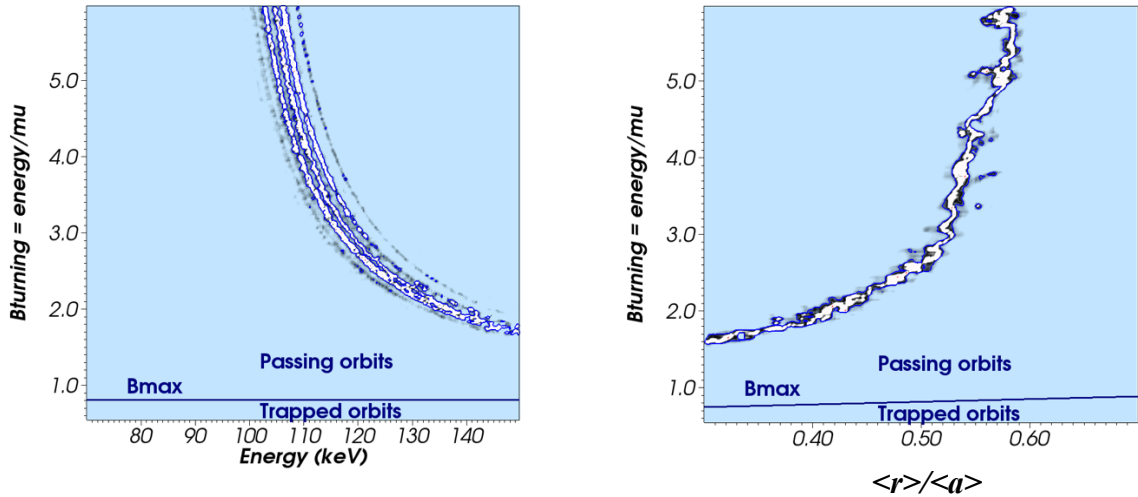 Bturning = energy/mu
5.0
4.0
3.0
2.0
1.0
Passing orbits
Bmax
Trapped orbits
80 90 100 110 120 130 140
Energy (keV)
Bturning = energy/mu
5.0
4.0
3.0
2.0
1.0
Passing orbits
Bmax
Trapped orbits
0.40 0.50 0.60
<r>/<a>